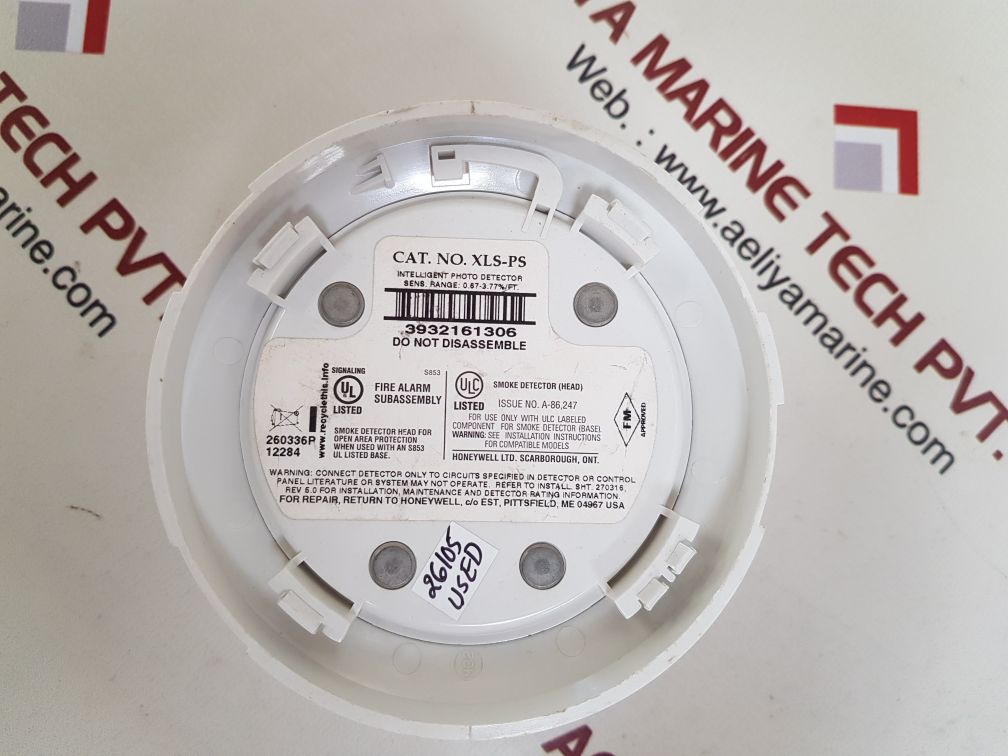 CAT. NO. XLS-PS
INTELLIGENT PHOTO DETECTOR
SENS. RANGE: 0.67-3.77%/FT.
3932161306
DO NOT DISASSEMBLE
SIGNALING
UL
LISTED
S853
FIRE ALARM
SUBASSEMBLY
SMOKE DETECTOR HEAD FOR
OPEN AREA PROTECTION
WHEN USED WITH AN S853
UL LISTED BASE.
www.recyclethis.info
260336P
12284
ULC
LISTED
SMOKE DETECTOR (HEAD)
ISSUE NO. A-86,247
FOR USE ONLY WITH ULC LABELED
COMPONENT FOR SMOKE DETECTOR (BASE)
WARNING: SEE INSTALLATION INSTRUCTIONS
FOR COMPATIBLE MODELS
HONEYWELL LTD. SCARBOROUGH, ONT.
FM
APPROVED
WARNING: CONNECT DETECTOR ONLY TO CIRCUITS SPECIFIED IN DETECTOR OR CONTROL
PANEL LITERATURE OR SYSTEM MAY NOT OPERATE. REFER TO INSTALL. SHT. 270316,
REV 5.0 FOR INSTALLATION, MAINTENANCE AND DETECTOR RATING INFORMATION.
FOR REPAIR, RETURN TO HONEYWELL, c/o EST, PITTSFIELD, ME 04967 USA
26105
USED
YA MARINE TECH PVT.
Web. : www.aeliyamarine.com
TECH PVT.
marine.com